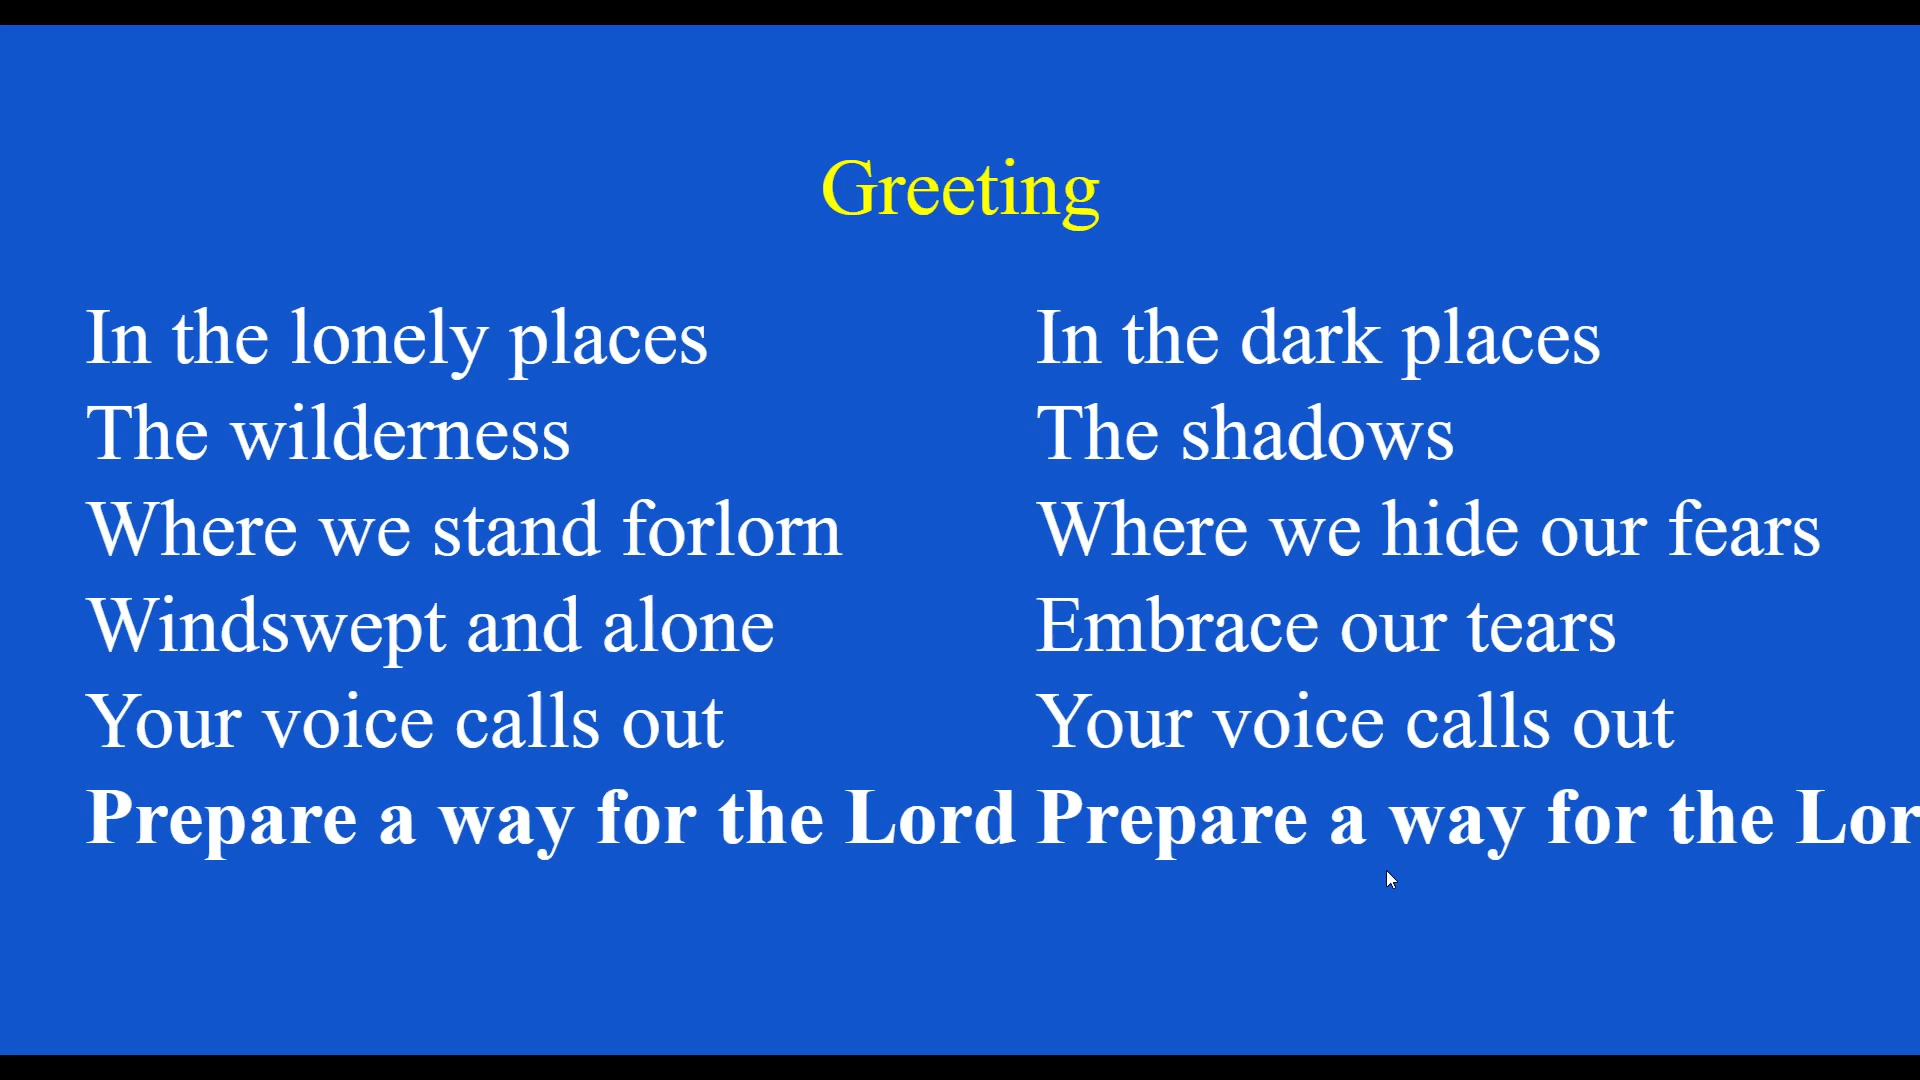 Greeting
In the lonely places
The wilderness
Where we stand forlorn
Windswept and alone
Your voice calls out
Prepare a way for the Lord
In the dark places
The shadows
Where we hide our fears
Embrace our tears
Your voice calls out
Prepare a way for the Lor